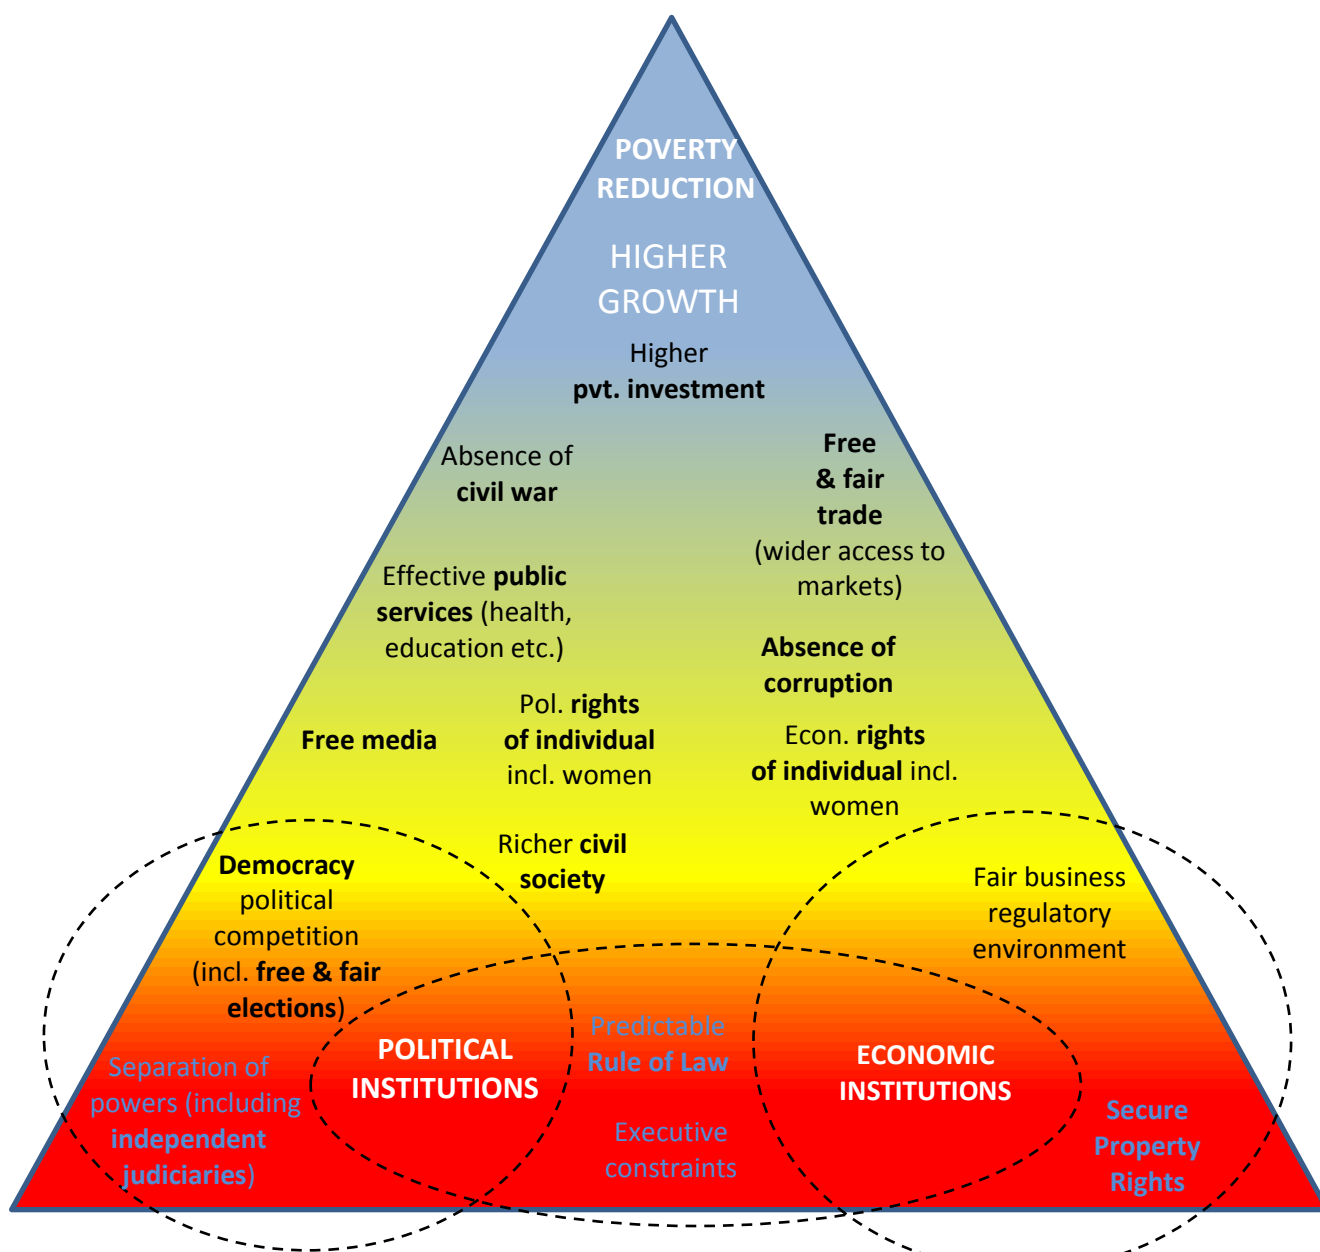 POVERTY
REDUCTION
HIGHER
GROWTH
Higher
pvt. investment
Absence of
civil war
Free
& fair
trade
(wider access to
markets)
Effective public
services (health,
education etc.)
Absence of
corruption
Free media
Pol. rights
of individual
incl. women
Econ. rights
of individual incl.
women
Richer civil
society
Democracy
political
competition
(incl. free & fair
elections)
Fair business
regulatory
environment
Separation of
powers (including
independent
judiciaries)
POLITICAL
INSTITUTIONS
Predictable
Rule of Law
Executive
constraints
ECONOMIC
INSTITUTIONS
Secure
Property
Rights